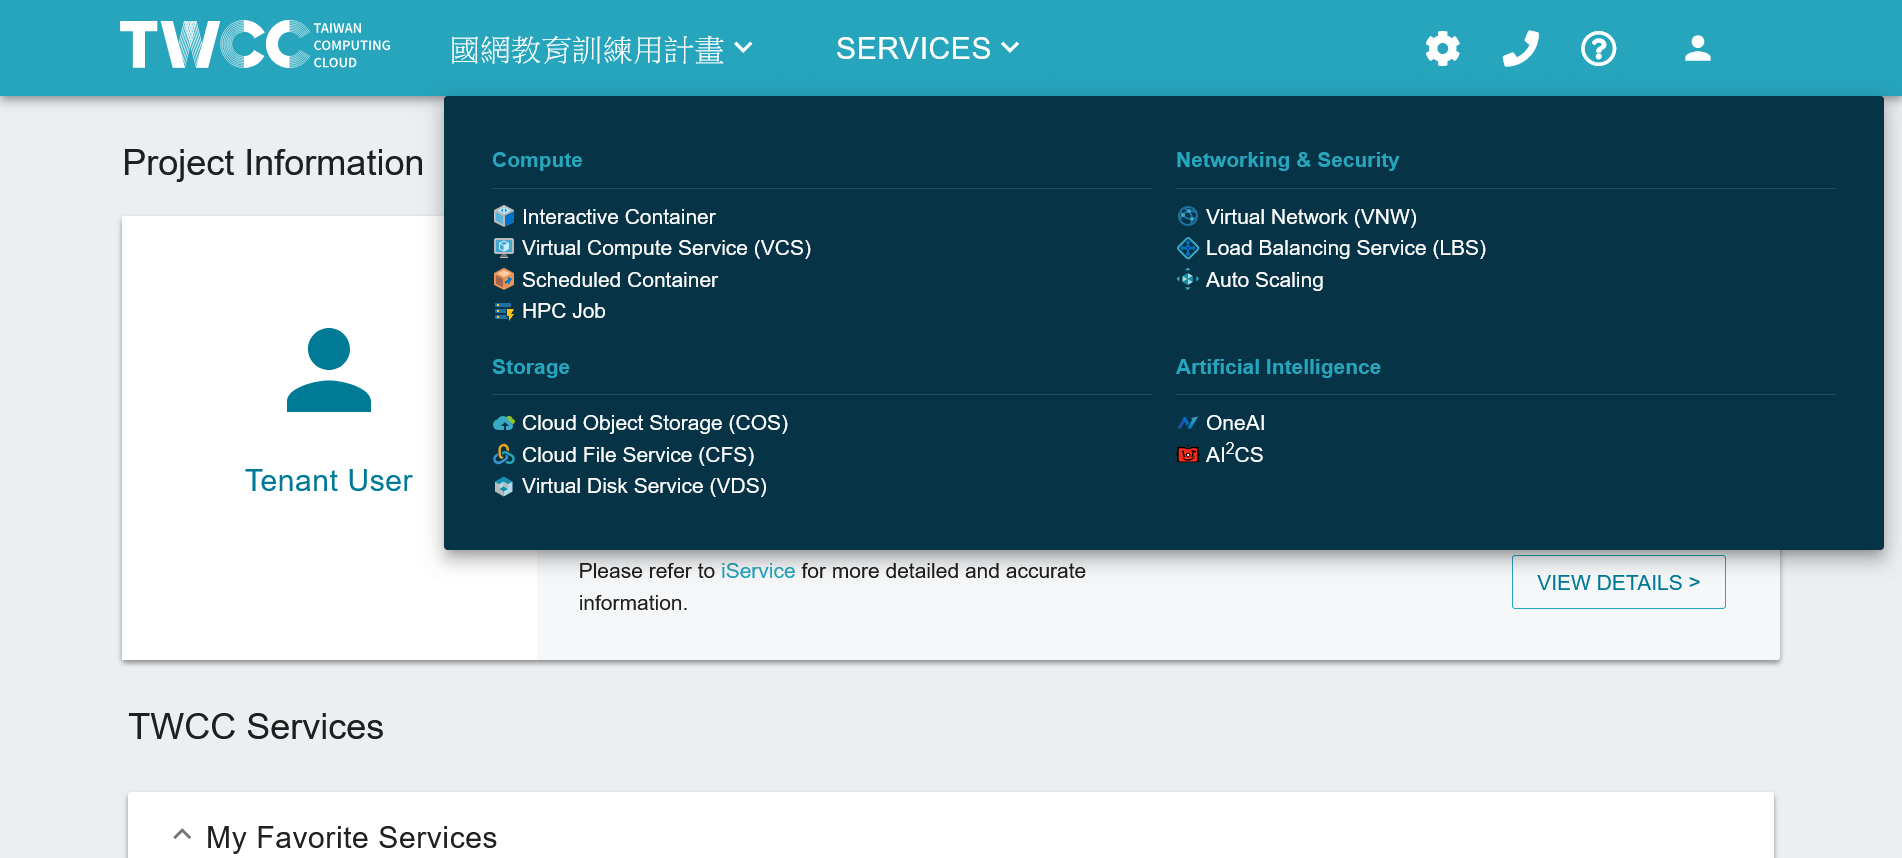 TWCC TAIWAN
COMPUTING
CLOUD
國網教育訓練用計畫
SERVICES
Project Information
Tenant User
Compute
Interactive Container
Virtual Compute Service (VCS)
Scheduled Container
HPC Job
Networking & Security
Virtual Network (VNW)
Load Balancing Service (LBS)
Auto Scaling
Storage
Cloud Object Storage (COS)
Cloud File Service (CFS)
Virtual Disk Service (VDS)
Artificial Intelligence
OneAI
AI²CS
Please refer to iService for more detailed and accurate
information.
VIEW DETAILS >
TWCC Services
My Favorite Services